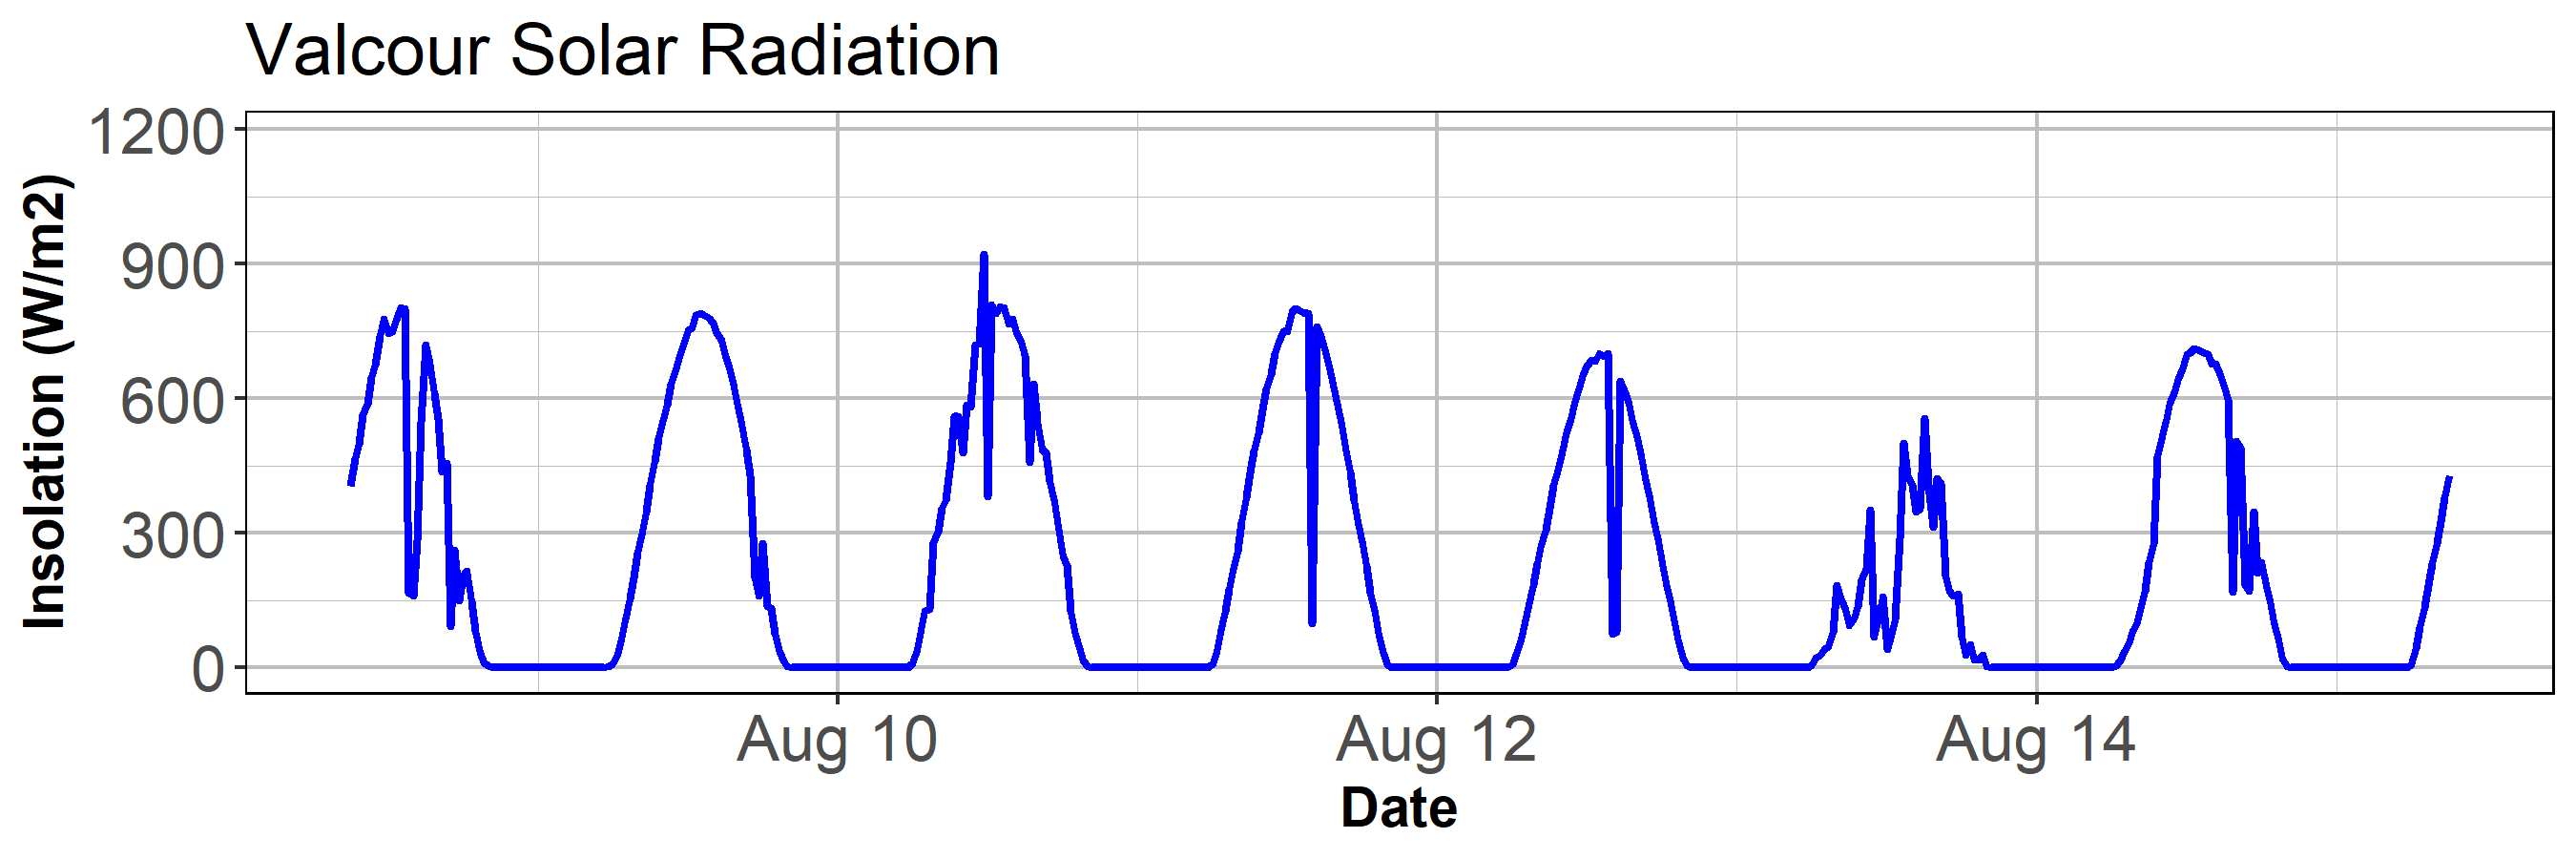 Valcour Solar Radiation
1200
900
600
300
0
Insolation (W/m2)
Aug 10
Aug 12
Aug 14
Date